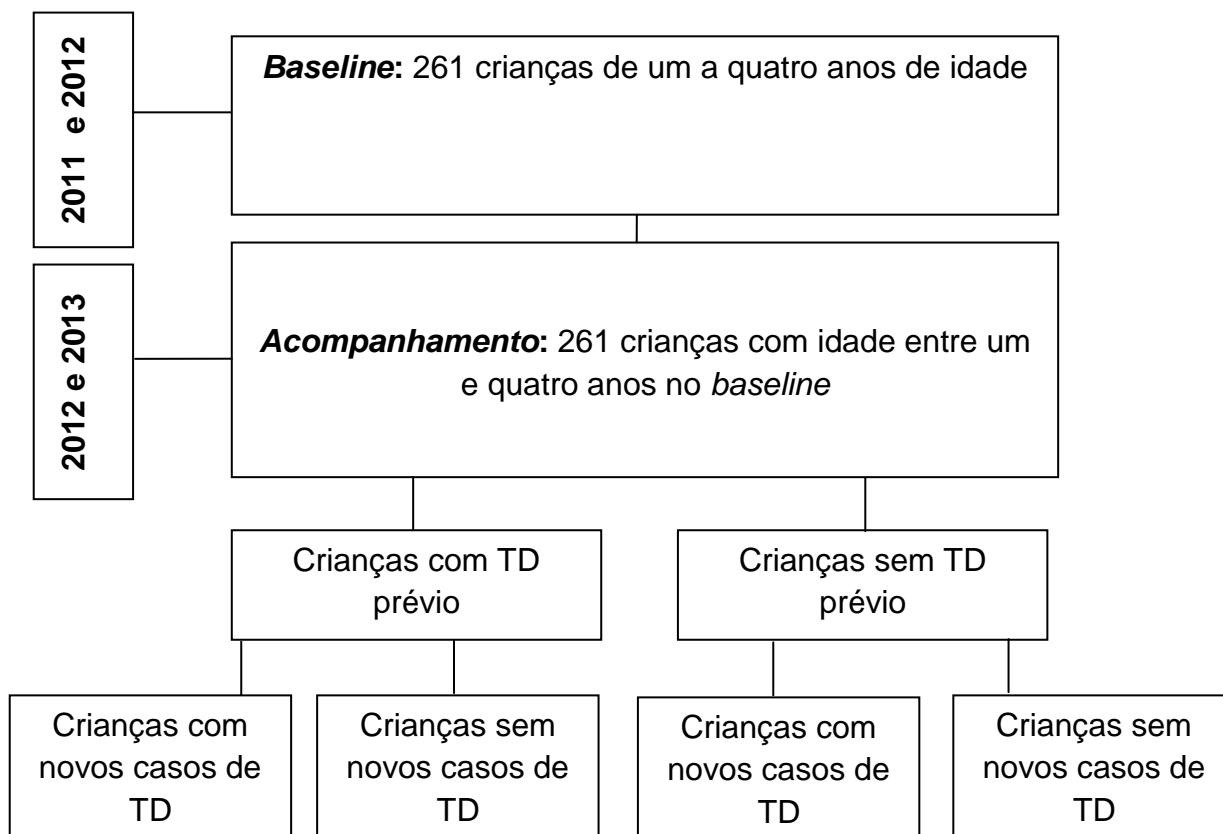 2011 e 2012
Baseline: 261 crianças de um a quatro anos de idade
2012 e 2013
Acompanhamento: 261 crianças com idade entre um
e quatro anos no baseline
Crianças com TD
prévio
Crianças sem TD
prévio
Crianças com
novos casos de
TD
Crianças sem
novos casos de
TD
Crianças com
novos casos de
TD
Crianças sem
novos casos de
TD